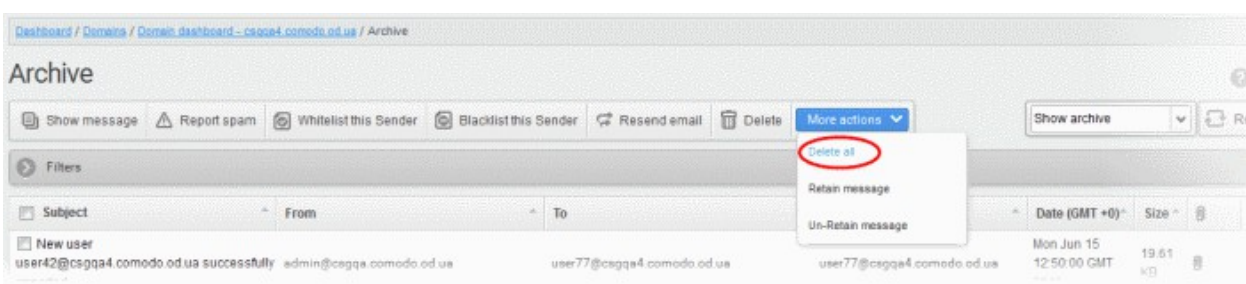 Dashboard / Domains / Domain dashboard - csgqa4.comodo.od.ua / Archive
Archive
Show message Report spam Whitelist this Sender Blacklist this Sender Resend email Delete More actions Show archive
Delete all
Filters
Retain message
Un-Retain message
Subject From To Date (GMT +0) Size
New user
user42@csgqa4.comodo.od.ua successfully admin@csgqa.comodo.od.ua user77@csgqa4.comodo.od.ua user77@csgqa4.comodo.od.ua Mon Jun 15
12:50:00 GMT 19.61
KB